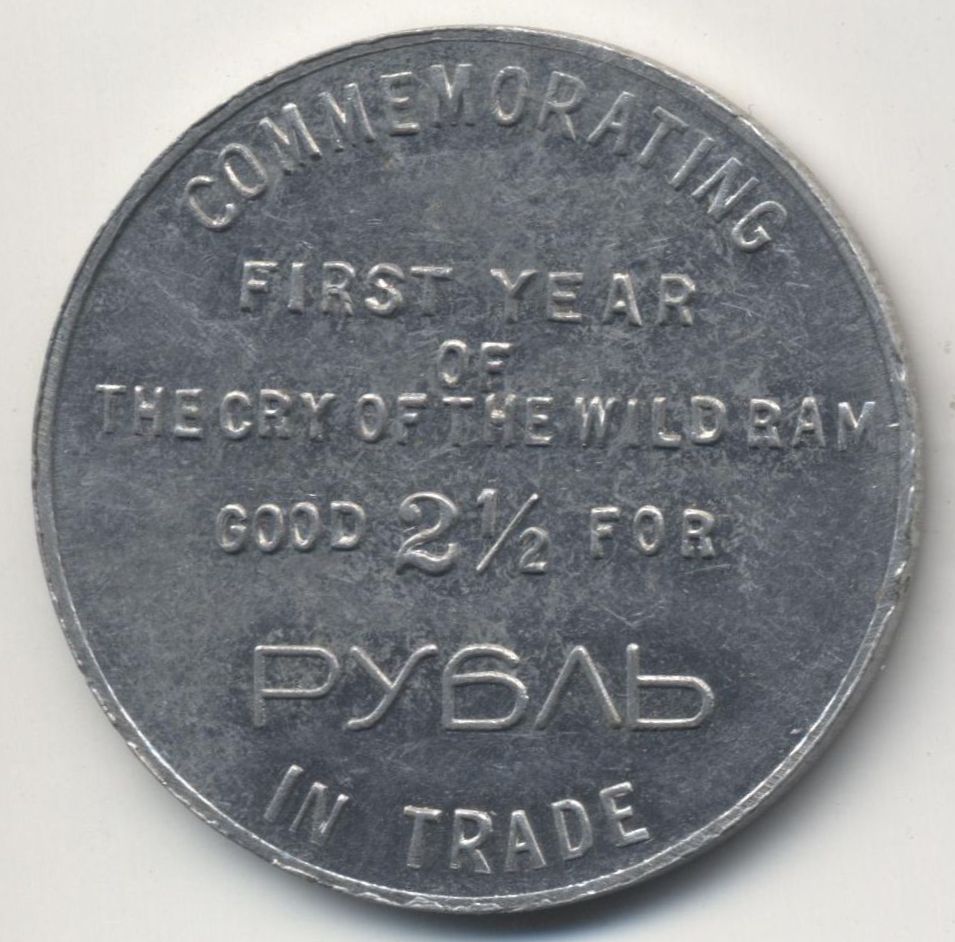 COMMEMORATING
FIRST YEAR
OF
THE CRY OF THE WILD RAM
GOOD 2½ FOR
РУБЛЬ
IN TRADE